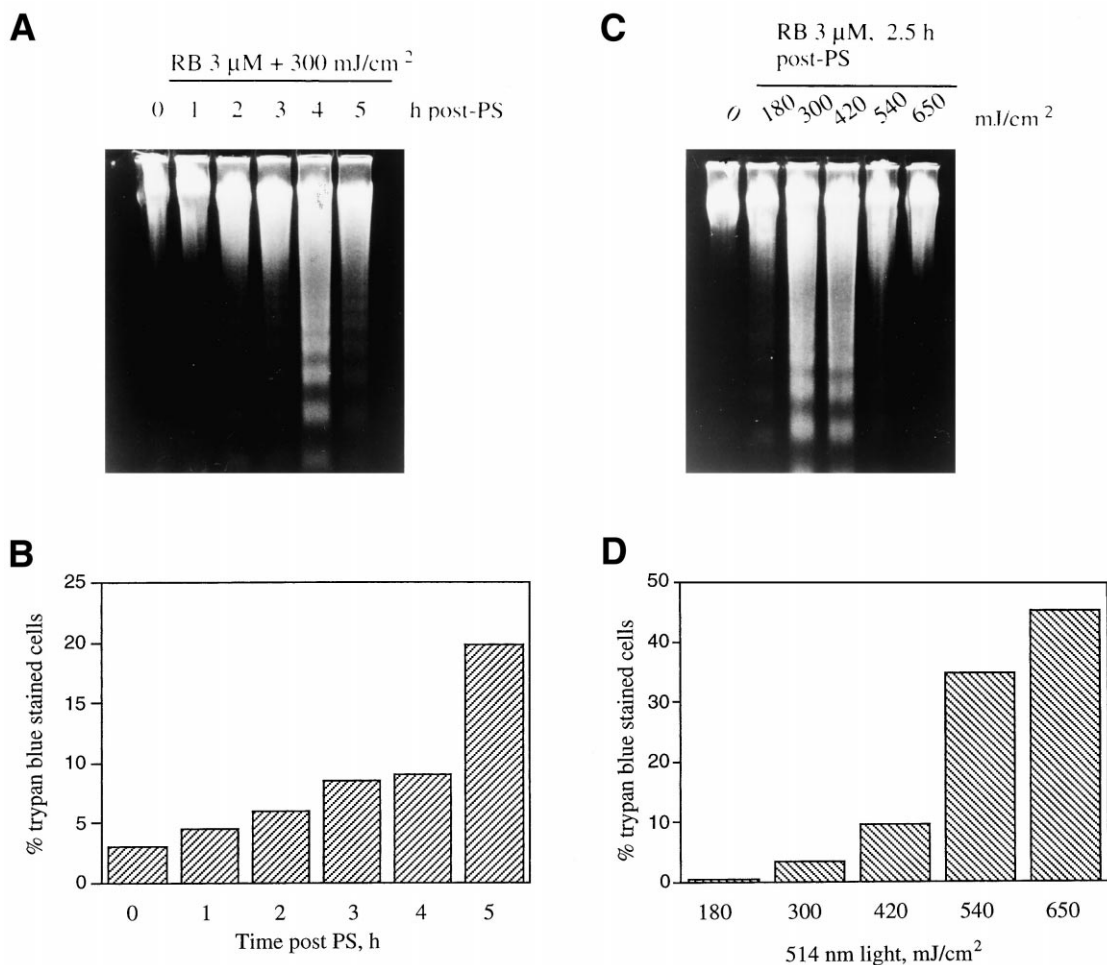 A
RB 3 µM + 300 mJ/cm 2
0 1 2 3 4 5 h post-PS
C
RB 3 µM, 2.5 h
post-PS
0 180 300 420 540 650 mJ/cm 2
B
% trypan blue stained cells
25
20
15
10
5
0
0 1 2 3 4 5
Time post PS, h
D
% trypan blue stained cells
50
40
30
20
10
0
180 300 420 540 650
514 nm light, mJ/cm2